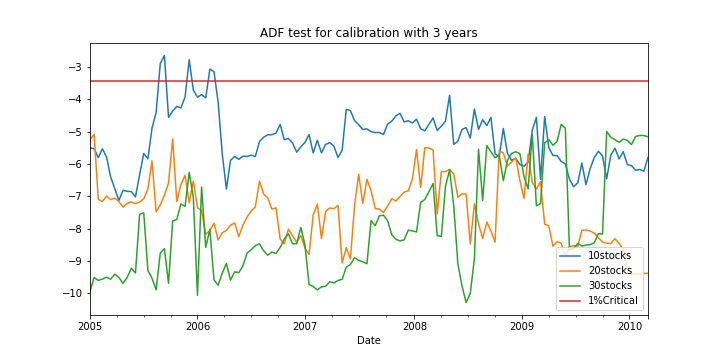 ADF test for calibration with 3 years
−3
−4
−5
−6
−7
−8
−9
−10
2005
2006
2007
2008
2009
2010
Date
10stocks
20stocks
30stocks
1%Critical